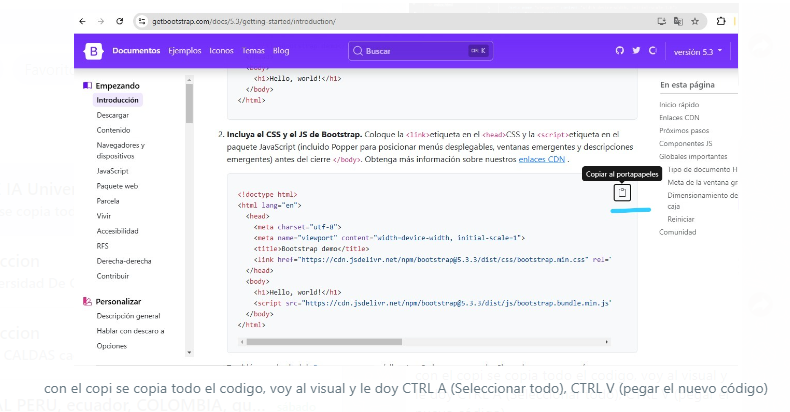 getbootstrap.com/docs/5.3/getting-started/introduction/
B Documentos Ejemplos Iconos Temas Blog Buscar K versión 5.3
Empezando
Introducción
Descargar
Contenido
Navegadores y
dispositivos
JavaScript
Paquete web
Parcela
Vivir
Accesibilidad
RFS
Derecha-derecha
Contribuir
Personalizar
Descripción general
Hablar con descaro a
Opciones
<body>
<h1>Hello, world!</h1>
</body>
</html>
2. Incluya el CSS y el JS de Bootstrap. Coloque la <link>etiqueta en el <head>CSS y la <script>etiqueta en el
paquete JavaScript (incluido Popper para posicionar menús desplegables, ventanas emergentes y descripciones
emergentes) antes del cierre </body>. Obtenga más información sobre nuestros enlaces CDN .
Copiar al portapapeles
<!doctype html>
<html lang="en">
<head>
<meta charset="utf-8">
<meta name="viewport" content="width=device-width, initial-scale=1">
<title>Bootstrap demo</title>
<link href="https://cdn.jsdelivr.net/npm/bootstrap@5.3.3/dist/css/bootstrap.min.css" rel="
</head>
<body>
<h1>Hello, world!</h1>
<script src="https://cdn.jsdelivr.net/npm/bootstrap@5.3.3/dist/js/bootstrap.bundle.min.js"
</body>
</html>
En esta página
Inicio rápido
Enlaces CDN
Próximos pasos
Componentes JS
Globales importantes
Tipo de documento H
Meta de la ventana gr
Dimensionamiento de
caja
Reiniciar
Comunidad
con el copi se copia todo el codigo, voy al visual y le doy CTRL A (Seleccionar todo), CTRL V (pegar el nuevo código)